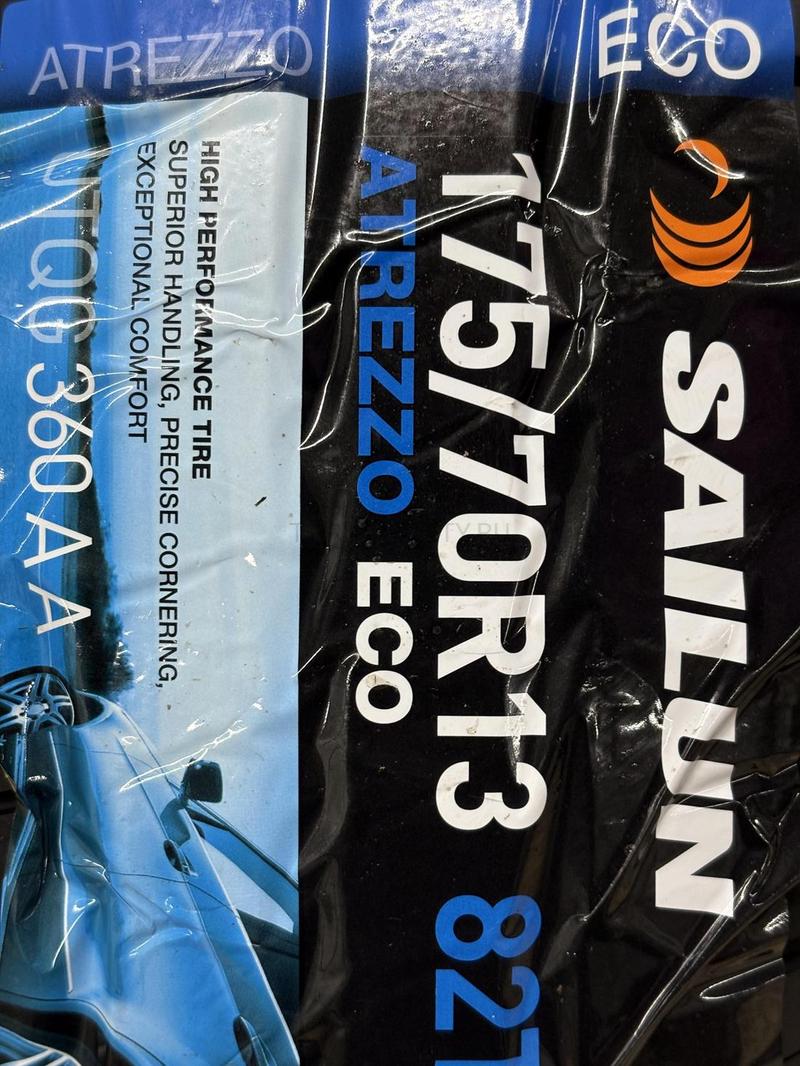 ATREZZO ECO
SAILUN
175/70R13 82T
ATREZZO ECO
HIGH PERFORMANCE TIRE
SUPERIOR HANDLING, PRECISE CORNERING,
EXCEPTIONAL COMFORT
UTQG 360 A A